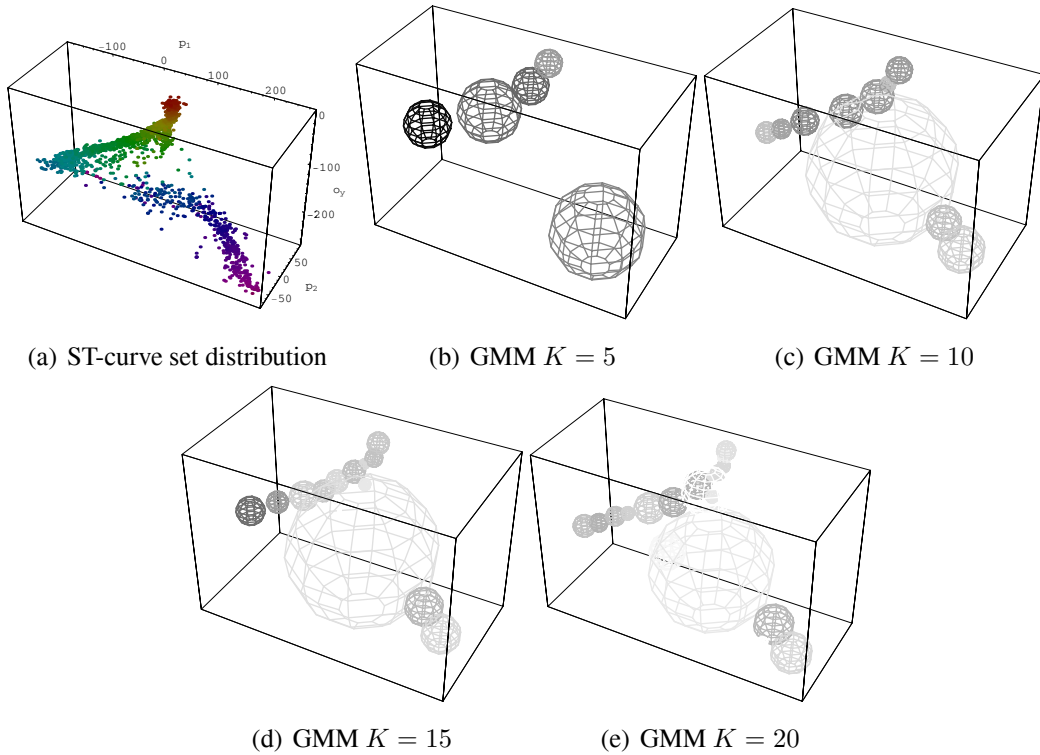 −100
0
P₁
100
200
0
−100
o_y
−200
50
0
P₂
−50
(a) ST-curve set distribution
(b) GMM K = 5
(c) GMM K = 10
(d) GMM K = 15
(e) GMM K = 20